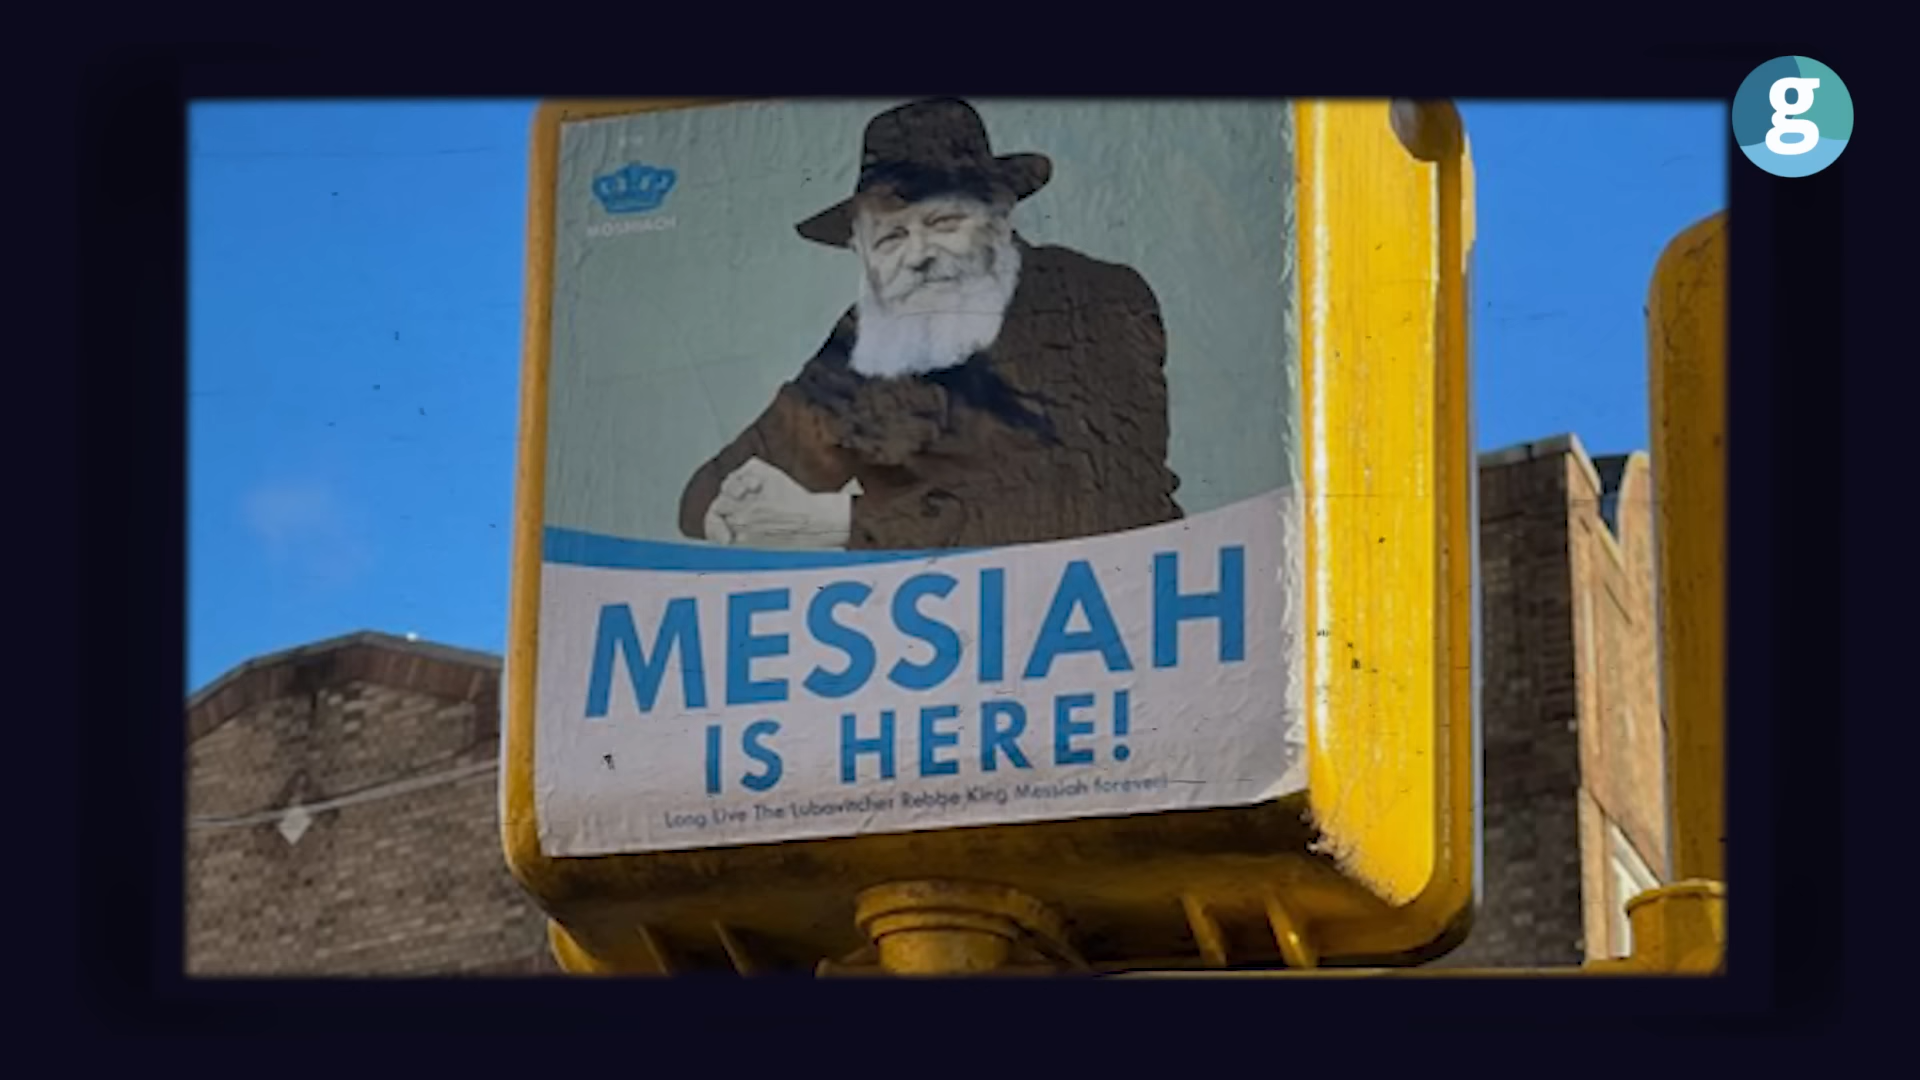 g
MOSHIACH
MESSIAH
IS HERE!
Long Live The Lubavitcher Rebbe King Messiah forever!